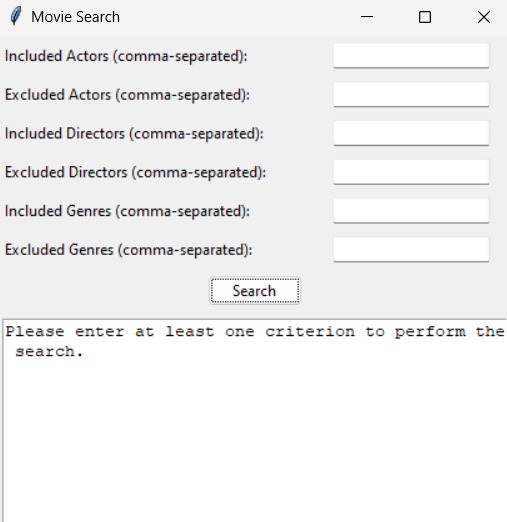 Movie Search
Included Actors (comma-separated):
Excluded Actors (comma-separated):
Included Directors (comma-separated):
Excluded Directors (comma-separated):
Included Genres (comma-separated):
Excluded Genres (comma-separated):
Search
Please enter at least one criterion to perform the
search.